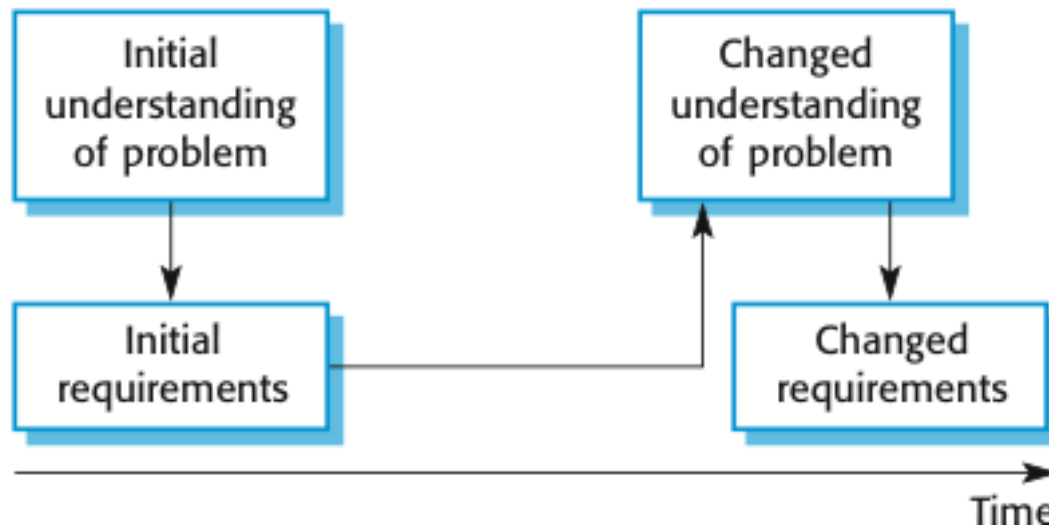 Initial
understanding
of problem
Changed
understanding
of problem
Initial
requirements
Changed
requirements
Time